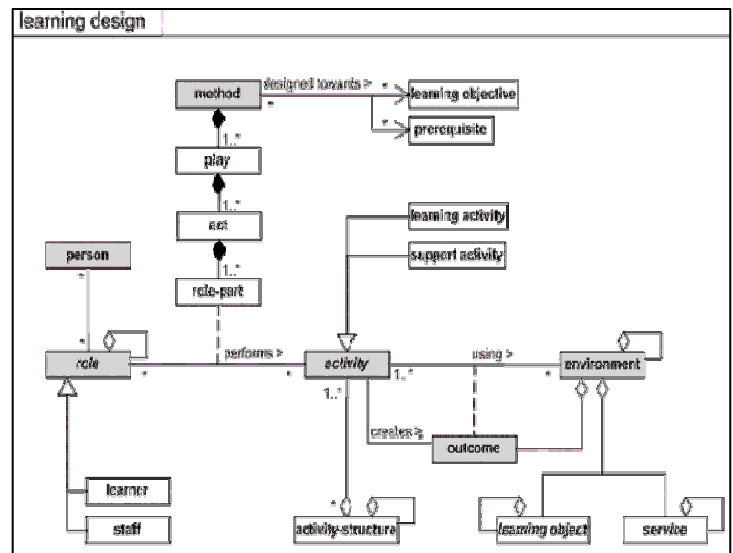 learning design
method
designed towards >
*
*
learning objective
*
prerequisite
1..*
play
1..*
act
1..*
role-part
learning activity
support activity
person
*
*
role
*
performs >
*
activity
1..*
using >
*
environment
1..*
creates >
outcome
learner
staff
*
activity-structure
learning object
service